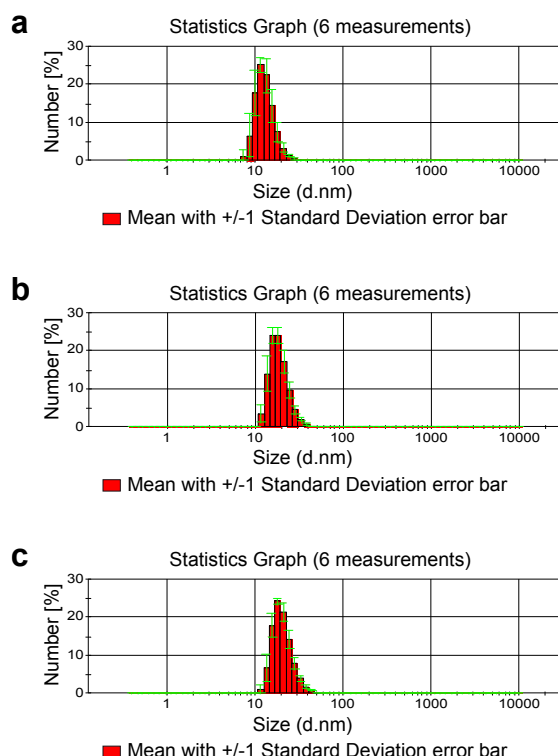 a
Statistics Graph (6 measurements)
Number [%]
30
20
10
0
1 10 100 1000 10000
Size (d.nm)
Mean with +/-1 Standard Deviation error bar
b
Statistics Graph (6 measurements)
Number [%]
30
20
10
0
1 10 100 1000 10000
Size (d.nm)
Mean with +/-1 Standard Deviation error bar
c
Statistics Graph (6 measurements)
Number [%]
30
20
10
0
1 10 100 1000 10000
Size (d.nm)
Mean with +/-1 Standard Deviation error bar